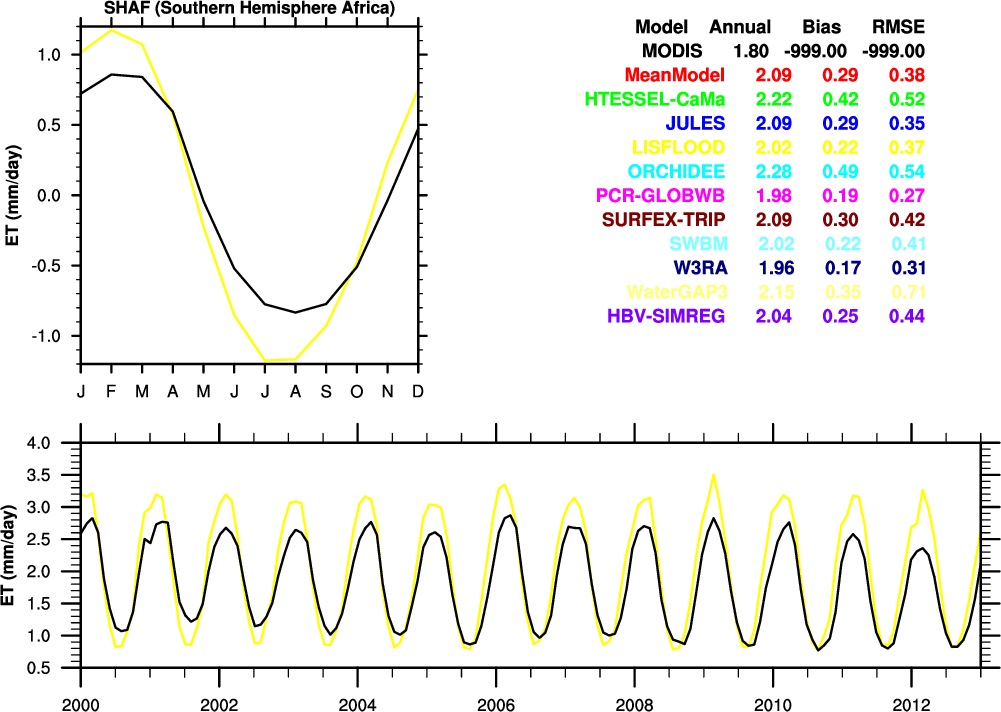 SHAF (Southern Hemisphere Africa)
ET (mm/day)
1.0
0.5
0.0
-0.5
-1.0
J F M A M J J A S O N D
Model Annual Bias RMSE
MODIS 1.80 -999.00 -999.00
MeanModel 2.09 0.29 0.38
HTESSEL-CaMa 2.22 0.42 0.52
JULES 2.09 0.29 0.35
LISFLOOD 2.02 0.22 0.37
ORCHIDEE 2.28 0.49 0.54
PCR-GLOBWB 1.98 0.19 0.27
SURFEX-TRIP 2.09 0.30 0.42
SWBM 2.02 0.22 0.41
W3RA 1.96 0.17 0.31
WaterGAP3 2.15 0.35 0.71
HBV-SIMREG 2.04 0.25 0.44
ET (mm/day)
4.0
3.5
3.0
2.5
2.0
1.5
1.0
0.5
2000 2002 2004 2006 2008 2010 2012